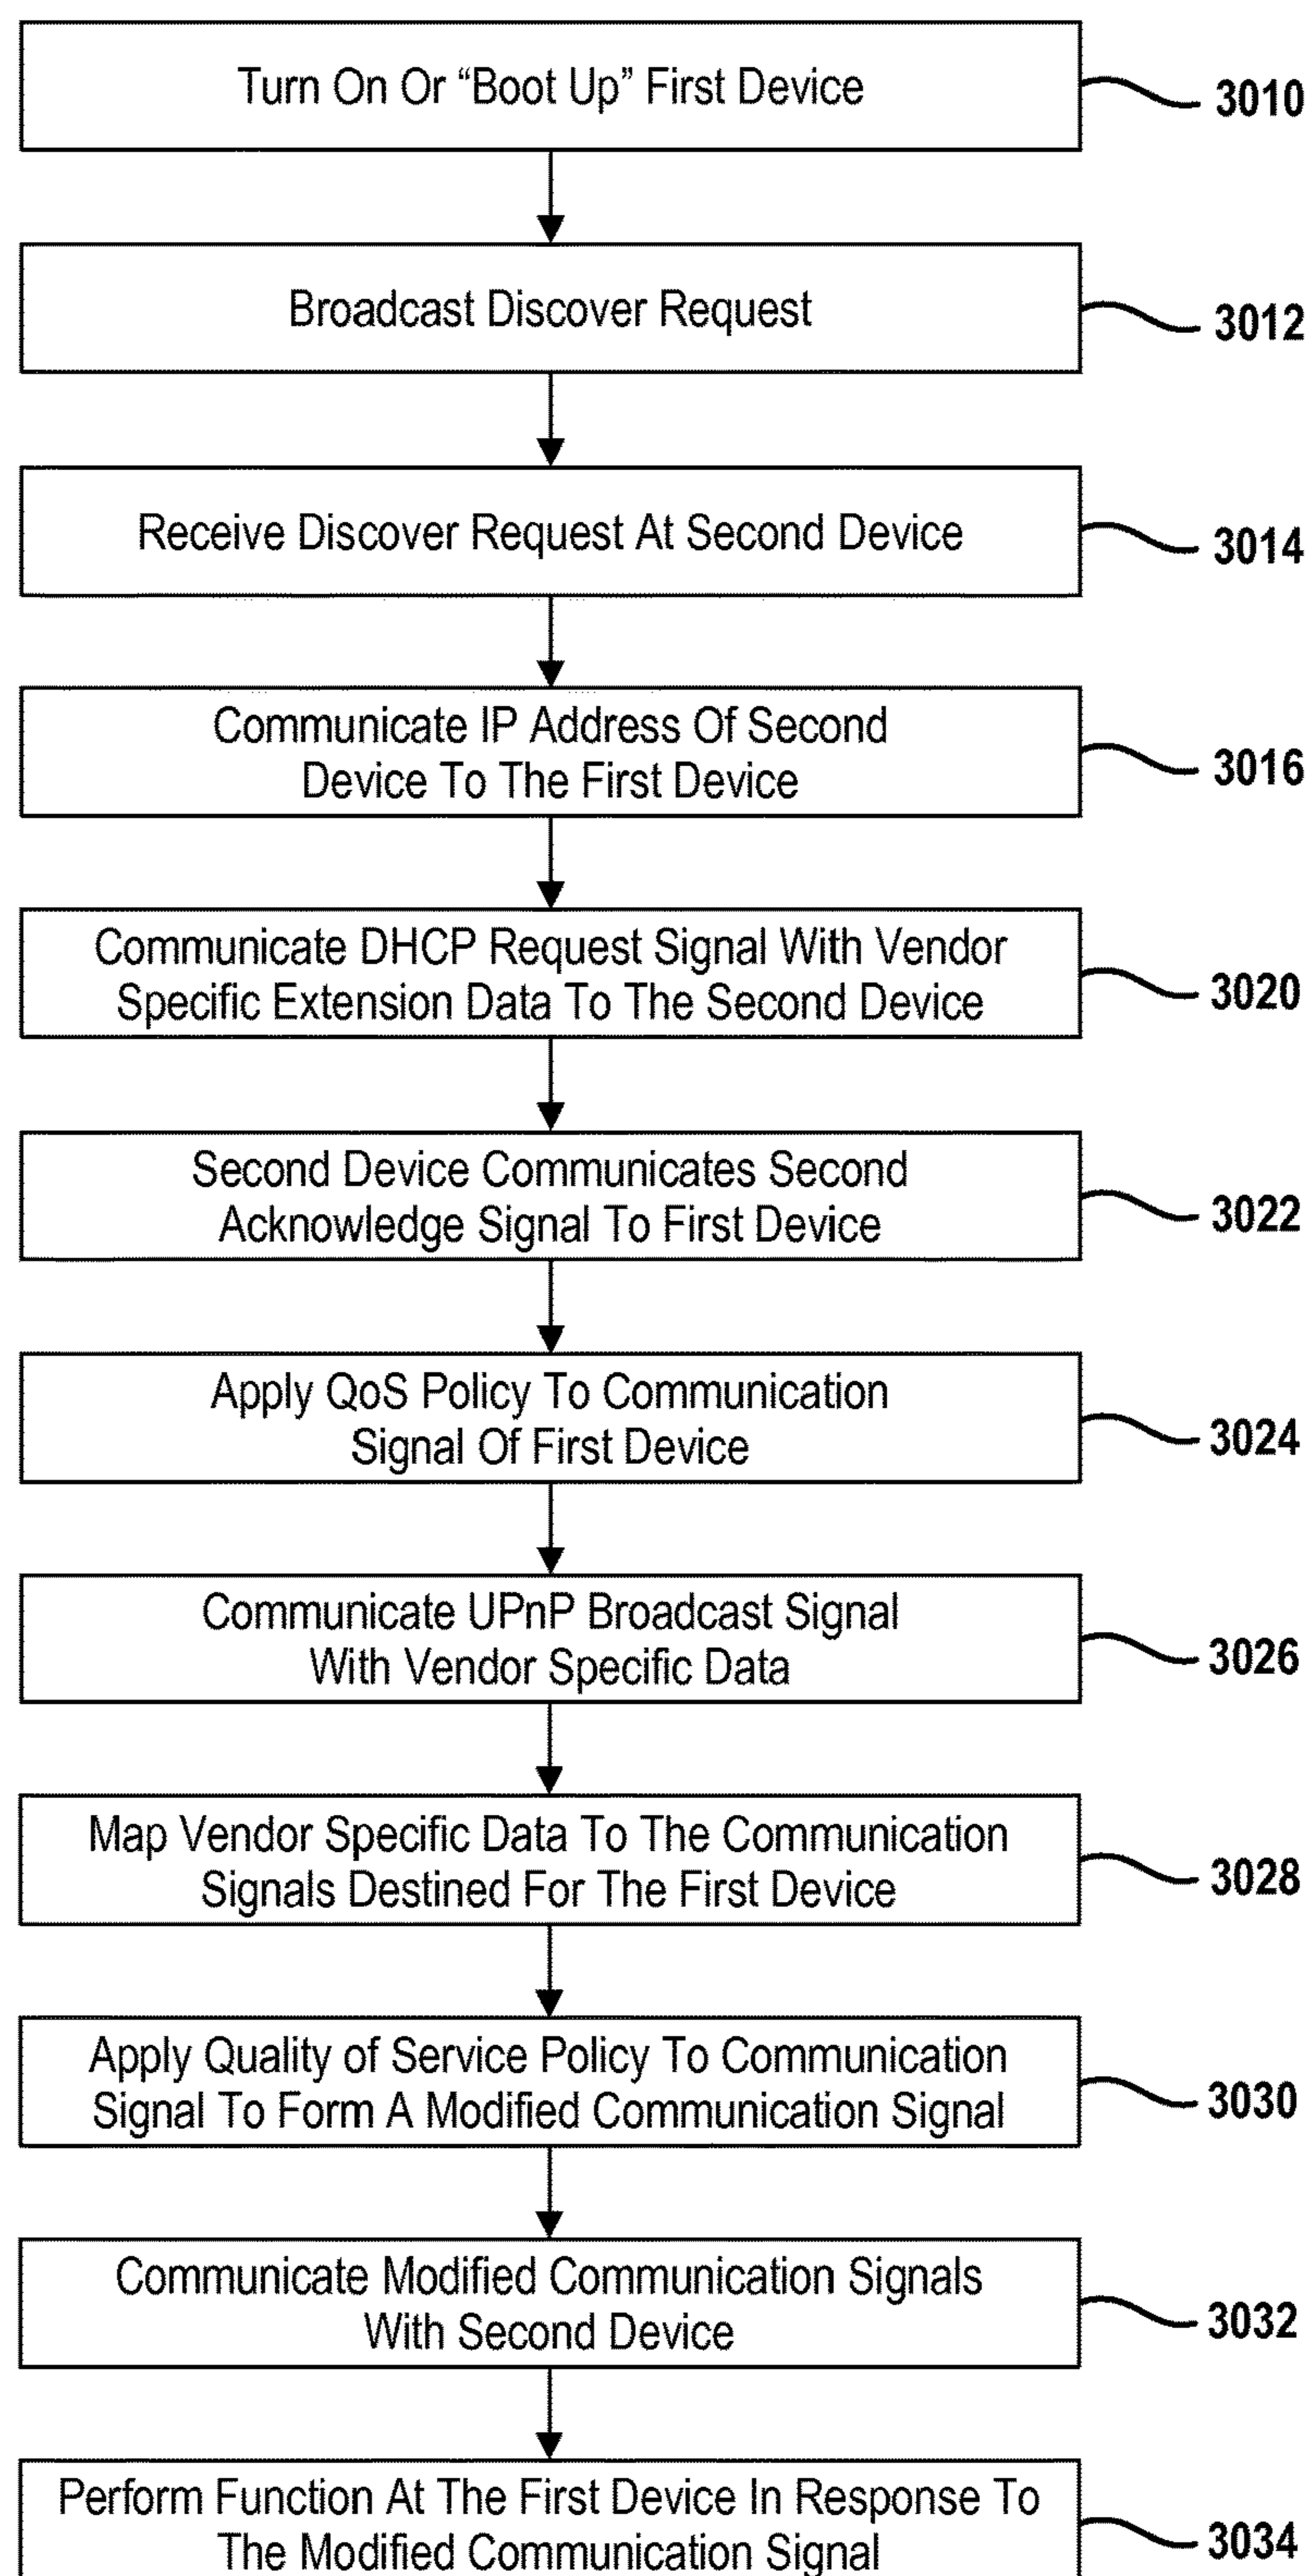 Turn On Or “Boot Up” First Device
3010
Broadcast Discover Request
3012
Receive Discover Request At Second Device
3014
Communicate IP Address Of Second
Device To The First Device
3016
Communicate DHCP Request Signal With Vendor
Specific Extension Data To The Second Device
3020
Second Device Communicates Second
Acknowledge Signal To First Device
3022
Apply QoS Policy To Communication
Signal Of First Device
3024
Communicate UPnP Broadcast Signal
With Vendor Specific Data
3026
Map Vendor Specific Data To The Communication
Signals Destined For The First Device
3028
Apply Quality of Service Policy To Communication
Signal To Form A Modified Communication Signal
3030
Communicate Modified Communication Signals
With Second Device
3032
Perform Function At The First Device In Response To
The Modified Communication Signal
3034